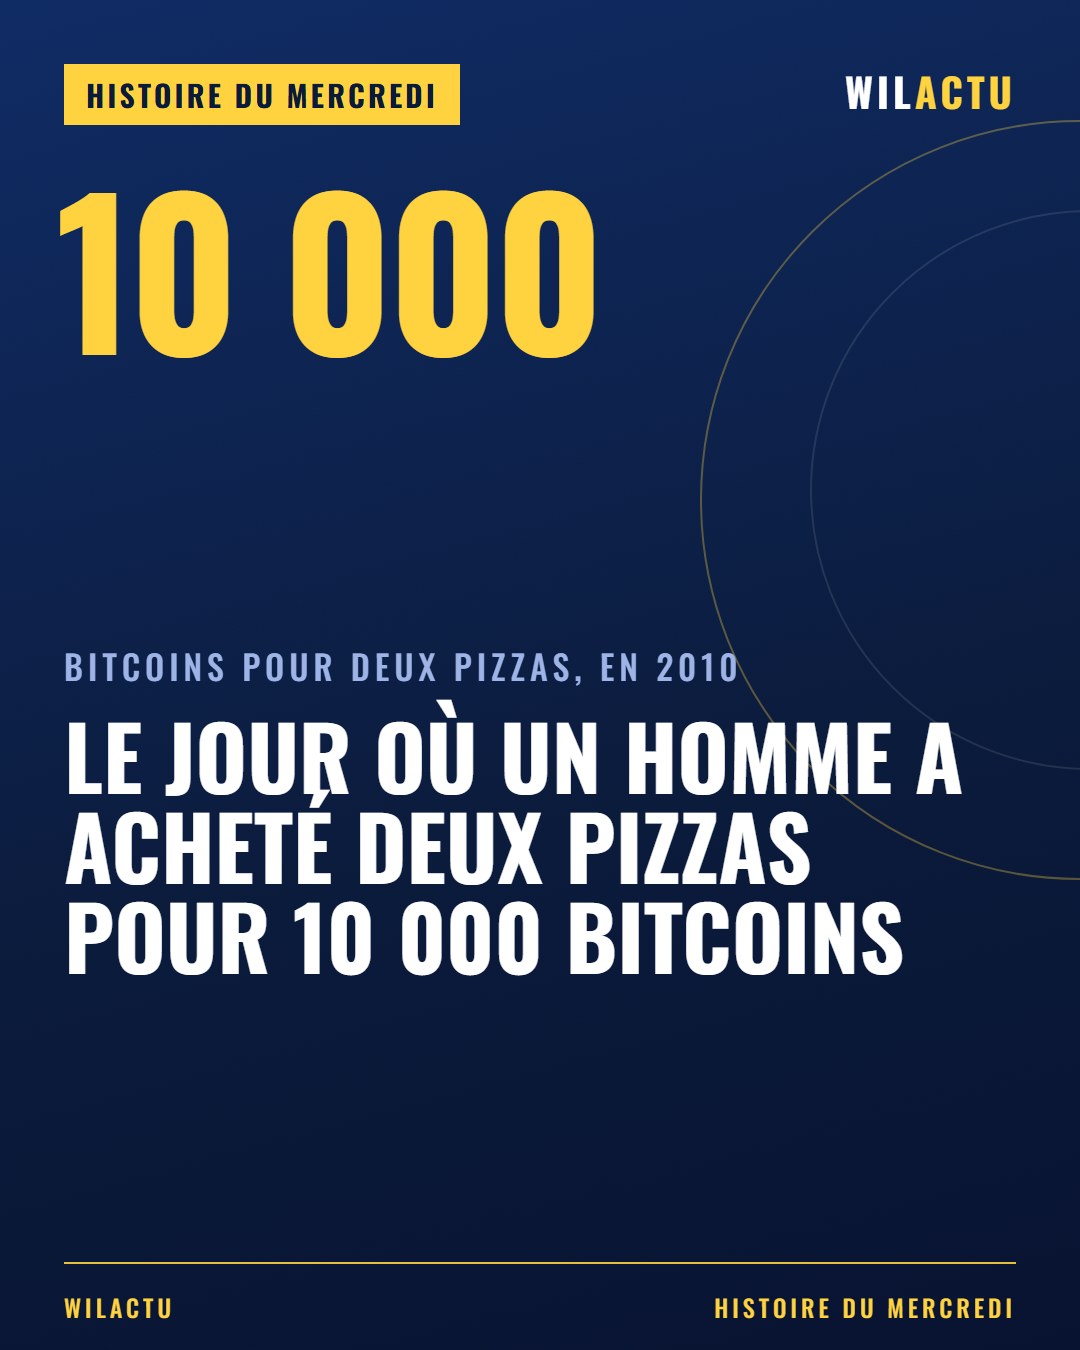 HISTOIRE DU MERCREDI
WILACTU
10 000
BITCOINS POUR DEUX PIZZAS, EN 2010
LE JOUR OÙ UN HOMME A
ACHETÉ DEUX PIZZAS
POUR 10 000 BITCOINS
WILACTU
HISTOIRE DU MERCREDI